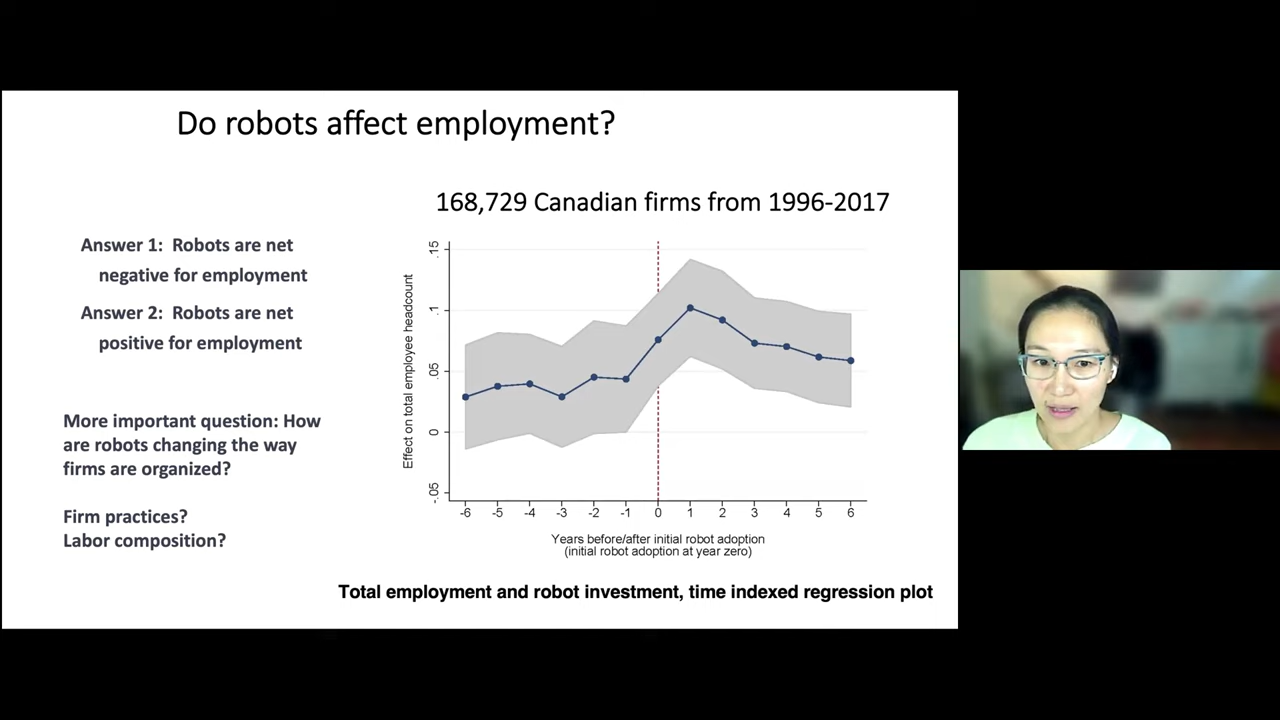 Do robots affect employment?
168,729 Canadian firms from 1996-2017
Answer 1: Robots are net
negative for employment
Answer 2: Robots are net
positive for employment
More important question: How
are robots changing the way
firms are organized?
Firm practices?
Labor composition?
Effect on total employee headcount
.15
.1
.05
0
-.05
-6 -5 -4 -3 -2 -1 0 1 2 3 4 5 6
Years before/after initial robot adoption
(initial robot adoption at year zero)
Total employment and robot investment, time indexed regression plot